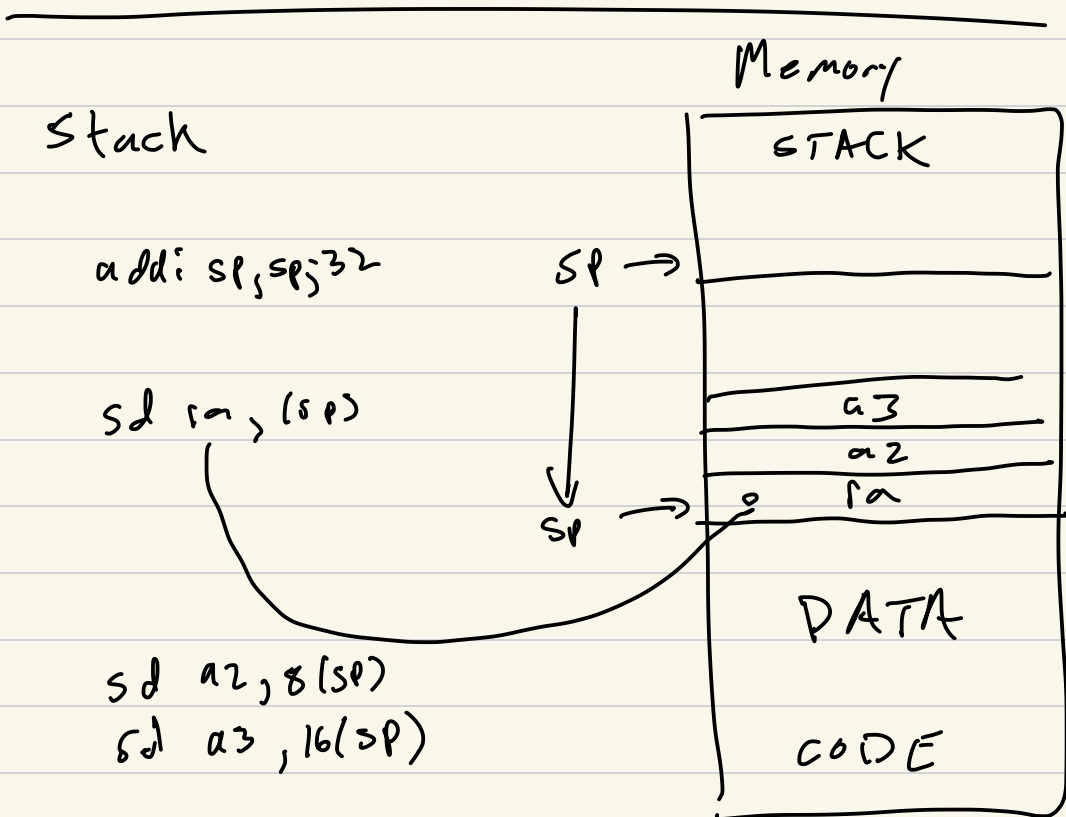 Memory
Stack
STACK
addi sp, sp, -32
sp →
sd ra, (sp)
a3
a2
ra
sp →
DATA
sd a2, 8(sp)
sd a3, 16(sp)
CODE